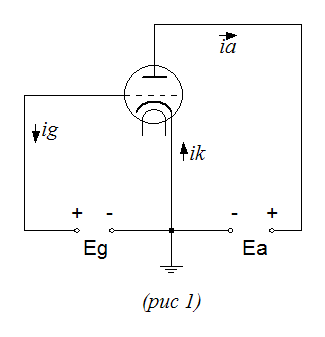 ia
ig
ik
+ - - +
Eg Ea
(рис 1)